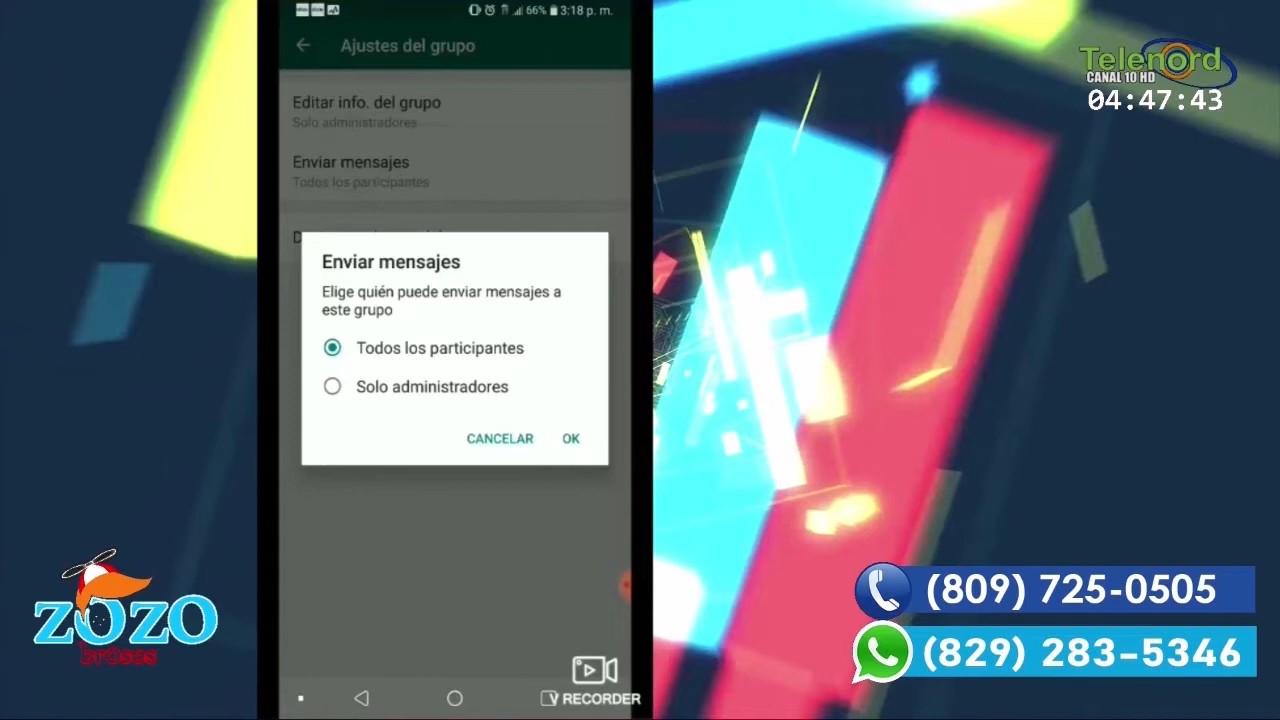 66% 3:18 p. m.
Ajustes del grupo
Editar info. del grupo
Solo administradores
Enviar mensajes
Todos los participantes
Enviar mensajes
Elige quién puede enviar mensajes a
este grupo
Todos los participantes
Solo administradores
CANCELAR OK
V RECORDER
Telenord
CANAL 10 HD
04:47:43
ZOZO
brosas
(809) 725-0505
(829) 283-5346